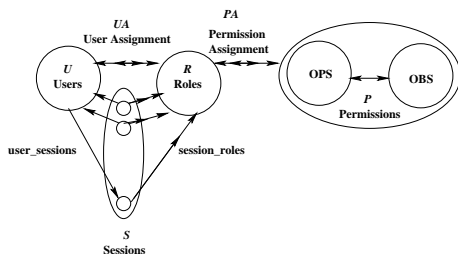 UA
User Assignment
PA
Permission
Assignment
U
Users
R
Roles
OPS
OBS
P
Permissions
user_sessions
session_roles
S
Sessions